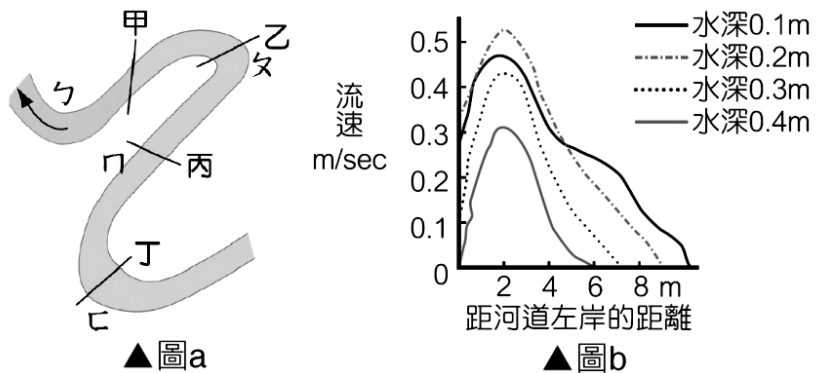 甲
乙
ㄆ
ㄅ
ㄇ
丙
丁
ㄈ
▲圖a
流速
m/sec
0.5
0.4
0.3
0.2
0.1
0
2 4 6 8 m
距河道左岸的距離
水深0.1m
水深0.2m
水深0.3m
水深0.4m
▲圖b